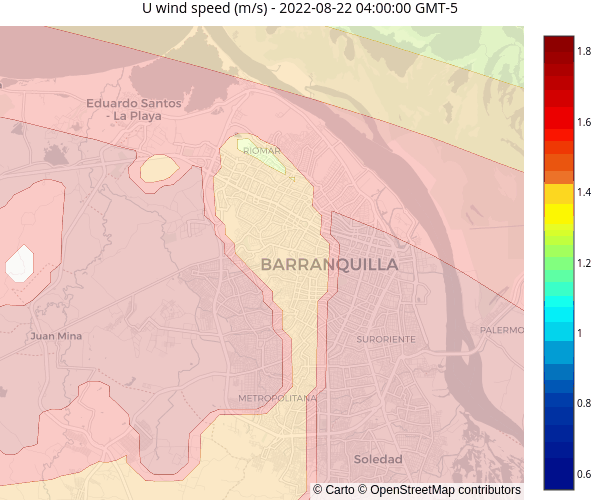 U wind speed (m/s) - 2022-08-22 04:00:00 GMT-5
1.8
Eduardo Santos
- La Playa
1.6
RIOMAR
1.4
BARRANQUILLA
1.2
Juan Mina
SURORIENTE
PALERMO
1
METROPOLITANA
0.8
Soledad
0.6
© Carto © OpenStreetMap contributors